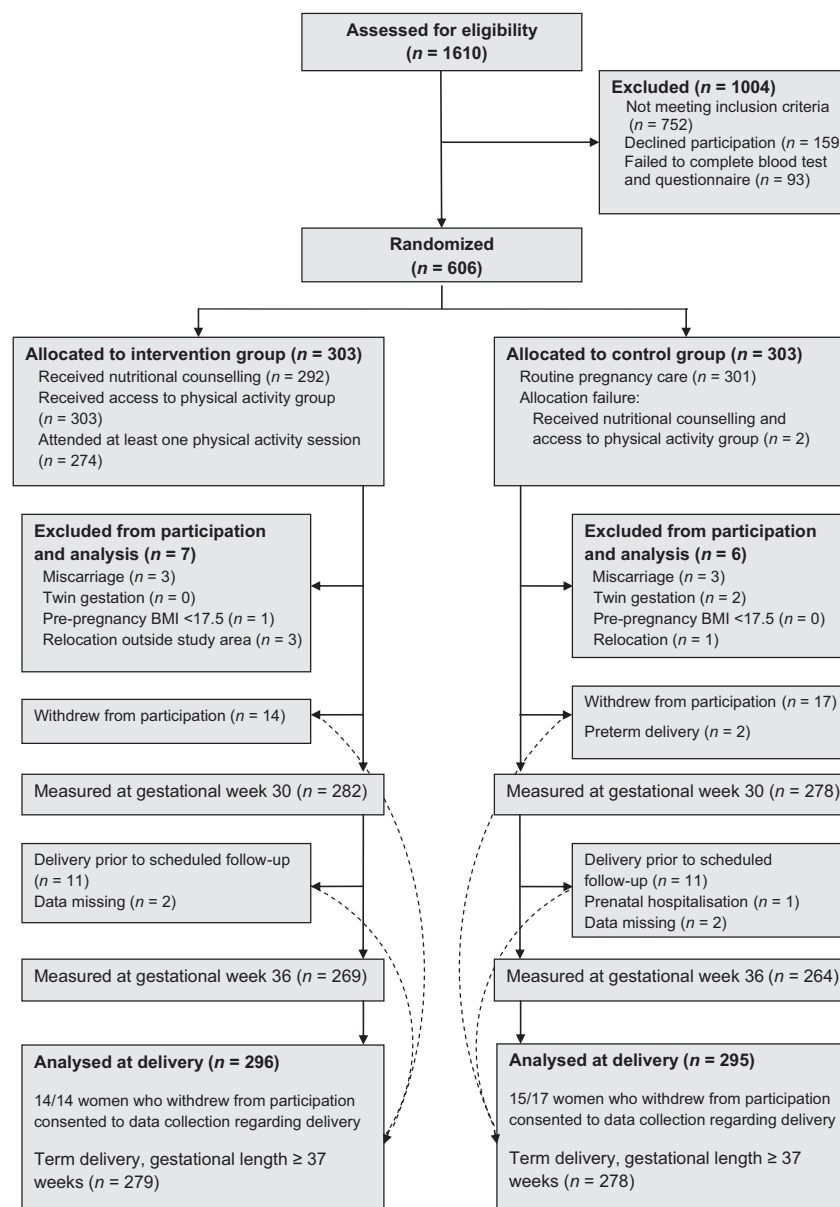 Assessed for eligibility
(n = 1610)
Excluded (n = 1004)
Not meeting inclusion criteria
(n = 752)
Declined participation (n = 159
Failed to complete blood test
and questionnaire (n = 93)
Randomized
(n = 606)
Allocated to intervention group (n = 303)
Received nutritional counselling (n = 292)
Received access to physical activity group
(n = 303)
Attended at least one physical activity session
(n = 274)
Allocated to control group (n = 303)
Routine pregnancy care (n = 301)
Allocation failure:
Received nutritional counselling and
access to physical activity group (n = 2)
Excluded from participation
and analysis (n = 7)
Miscarriage (n = 3)
Twin gestation (n = 0)
Pre-pregnancy BMI <17.5 (n = 1)
Relocation outside study area (n = 3)
Excluded from participation
and analysis (n = 6)
Miscarriage (n = 3)
Twin gestation (n = 2)
Pre-pregnancy BMI <17.5 (n = 0)
Relocation (n = 1)
Withdrew from participation (n = 14)
Withdrew from participation (n = 17)
Preterm delivery (n = 2)
Measured at gestational week 30 (n = 282)
Measured at gestational week 30 (n = 278)
Delivery prior to scheduled follow-up
(n = 11)
Data missing (n = 2)
Delivery prior to scheduled
follow-up (n = 11)
Prenatal hospitalisation (n = 1)
Data missing (n = 2)
Measured at gestational week 36 (n = 269)
Measured at gestational week 36 (n = 264)
Analysed at delivery (n = 296)
14/14 women who withdrew from participation
consented to data collection regarding delivery
Term delivery, gestational length ≥ 37
weeks (n = 279)
Analysed at delivery (n = 295)
15/17 women who withdrew from participation
consented to data collection regarding delivery
Term delivery, gestational length ≥ 37
weeks (n = 278)